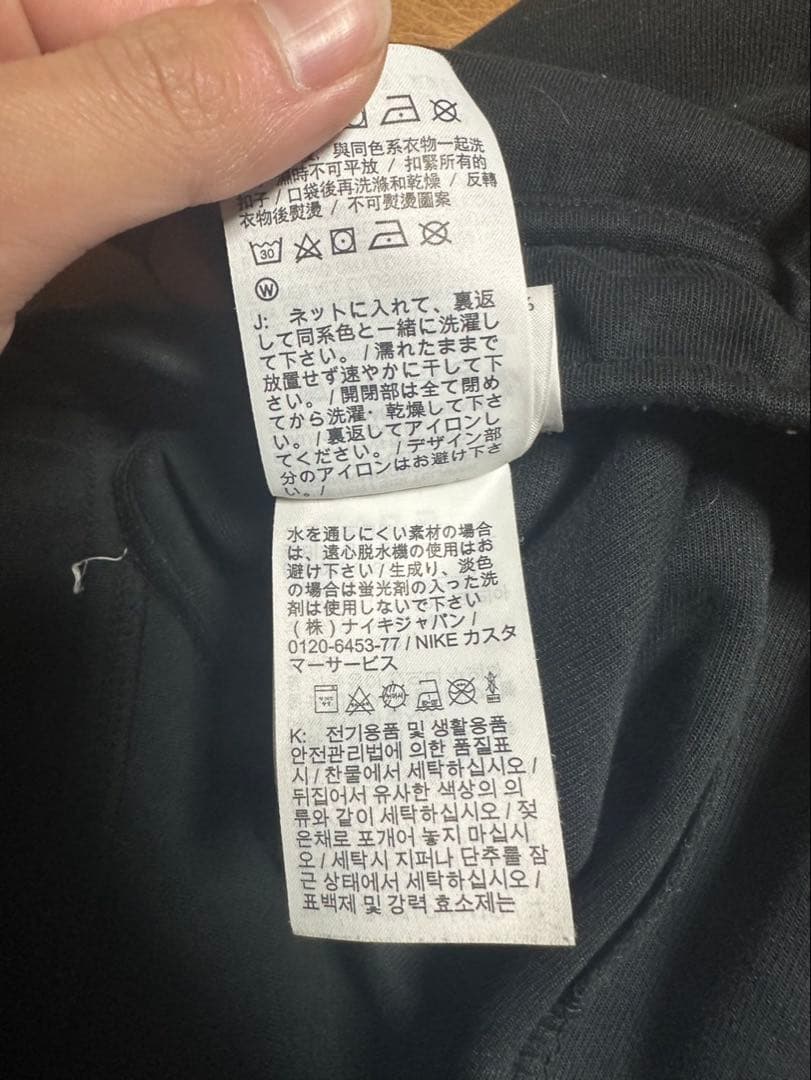 ，與同色系衣物一起洗
濕時不可平放 / 扣緊所有的
扣子 / 口袋後再洗滌和乾燥 / 反轉
衣物後熨燙 / 不可熨燙圖案
30
W
J: ネットに入れて、裏返
して同系色と一緒に洗濯し
て下さい。/ 濡れたままで
放置せず速やかに干して下
さい。/ 開閉部は全て閉め
てから洗濯・乾燥して下さ
い。/ 裏返してアイロンし
てください。/ デザイン部
分のアイロンはお避け下さ
い。/
水を通しにくい素材の場合
は、遠心脱水機の使用はお
避け下さい / 生成り、淡色
の場合は蛍光剤の入った洗
剤は使用しないで下さい
(株) ナイキジャパン /
0120-6453-77 / NIKE カスタ
マーサービス
K: 전기용품 및 생활용품
안전관리법에 의한 품질표
시 / 찬물에서 세탁하십시오 /
뒤집어서 유사한 색상의 의
류와 같이 세탁하십시오 / 젖
은채로 포개어 놓지 마십시
오 / 세탁시 지퍼나 단추를 잠
근 상태에서 세탁하십시오 /
표백제 및 강력 효소제는